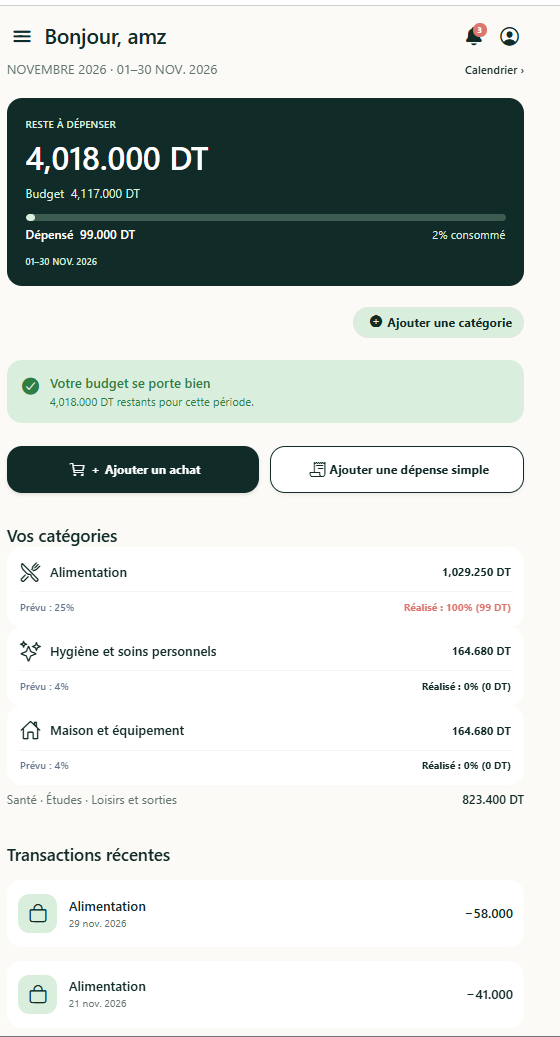 Bonjour, amz
3
NOVEMBRE 2026 · 01–30 NOV. 2026
Calendrier ›
RESTE À DÉPENSER
4,018.000 DT
Budget 4,117.000 DT
Dépensé 99.000 DT
2% consommé
01–30 NOV. 2026
Ajouter une catégorie
Votre budget se porte bien
4,018.000 DT restants pour cette période.
+ Ajouter un achat
Ajouter une dépense simple
Vos catégories
Alimentation
1,029.250 DT
Prévu : 25%
Réalisé : 100% (99 DT)
Hygiène et soins personnels
164.680 DT
Prévu : 4%
Réalisé : 0% (0 DT)
Maison et équipement
164.680 DT
Prévu : 4%
Réalisé : 0% (0 DT)
Santé · Études · Loisirs et sorties
823.400 DT
Transactions récentes
Alimentation
29 nov. 2026
−58.000
Alimentation
21 nov. 2026
−41.000